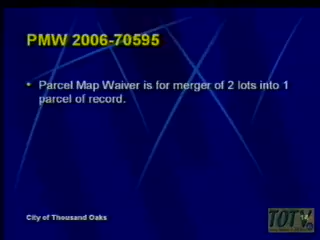 PMW 2006-70595
• Parcel Map Waiver is for merger of 2 lots into 1
parcel of record.
City of Thousand Oaks
TOTV